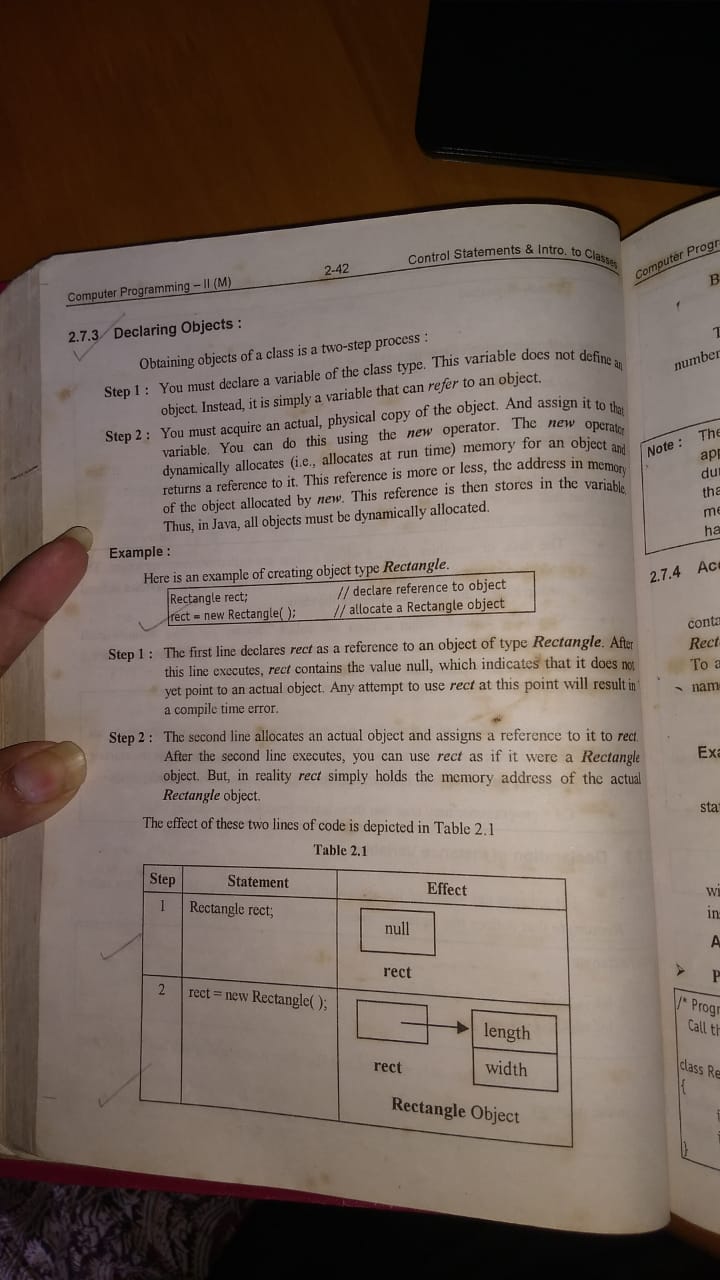 Computer Programming – II (M)
2-42
Control Statements & Intro. to Classes
2.7.3 Declaring Objects :
Obtaining objects of a class is a two-step process :
Step 1 : You must declare a variable of the class type. This variable does not define an
object. Instead, it is simply a variable that can refer to an object.
Step 2 : You must acquire an actual, physical copy of the object. And assign it to that
variable. You can do this using the new operator. The new operator
dynamically allocates (i.e., allocates at run time) memory for an object and
returns a reference to it. This reference is more or less, the address in memory
of the object allocated by new. This reference is then stores in the variable.
Thus, in Java, all objects must be dynamically allocated.
Example :
Here is an example of creating object type Rectangle.
Rectangle rect; // declare reference to object
rect = new Rectangle( ); // allocate a Rectangle object
Step 1 : The first line declares rect as a reference to an object of type Rectangle. After
this line executes, rect contains the value null, which indicates that it does not
yet point to an actual object. Any attempt to use rect at this point will result in
a compile time error.
Step 2 : The second line allocates an actual object and assigns a reference to it to rect.
After the second line executes, you can use rect as if it were a Rectangle
object. But, in reality rect simply holds the memory address of the actual
Rectangle object.
The effect of these two lines of code is depicted in Table 2.1
Table 2.1
Step Statement Effect
1 Rectangle rect;
null
rect
2 rect = new Rectangle( );
length
rect width
Rectangle Object
Computer Progr
B
T
number
Note : The
app
du
tha
me
ha
2.7.4 Acc
conta
Rect
To a
nam
Exa
sta
wi
in
A
P
/* Progr
Call th
class Re
{
}